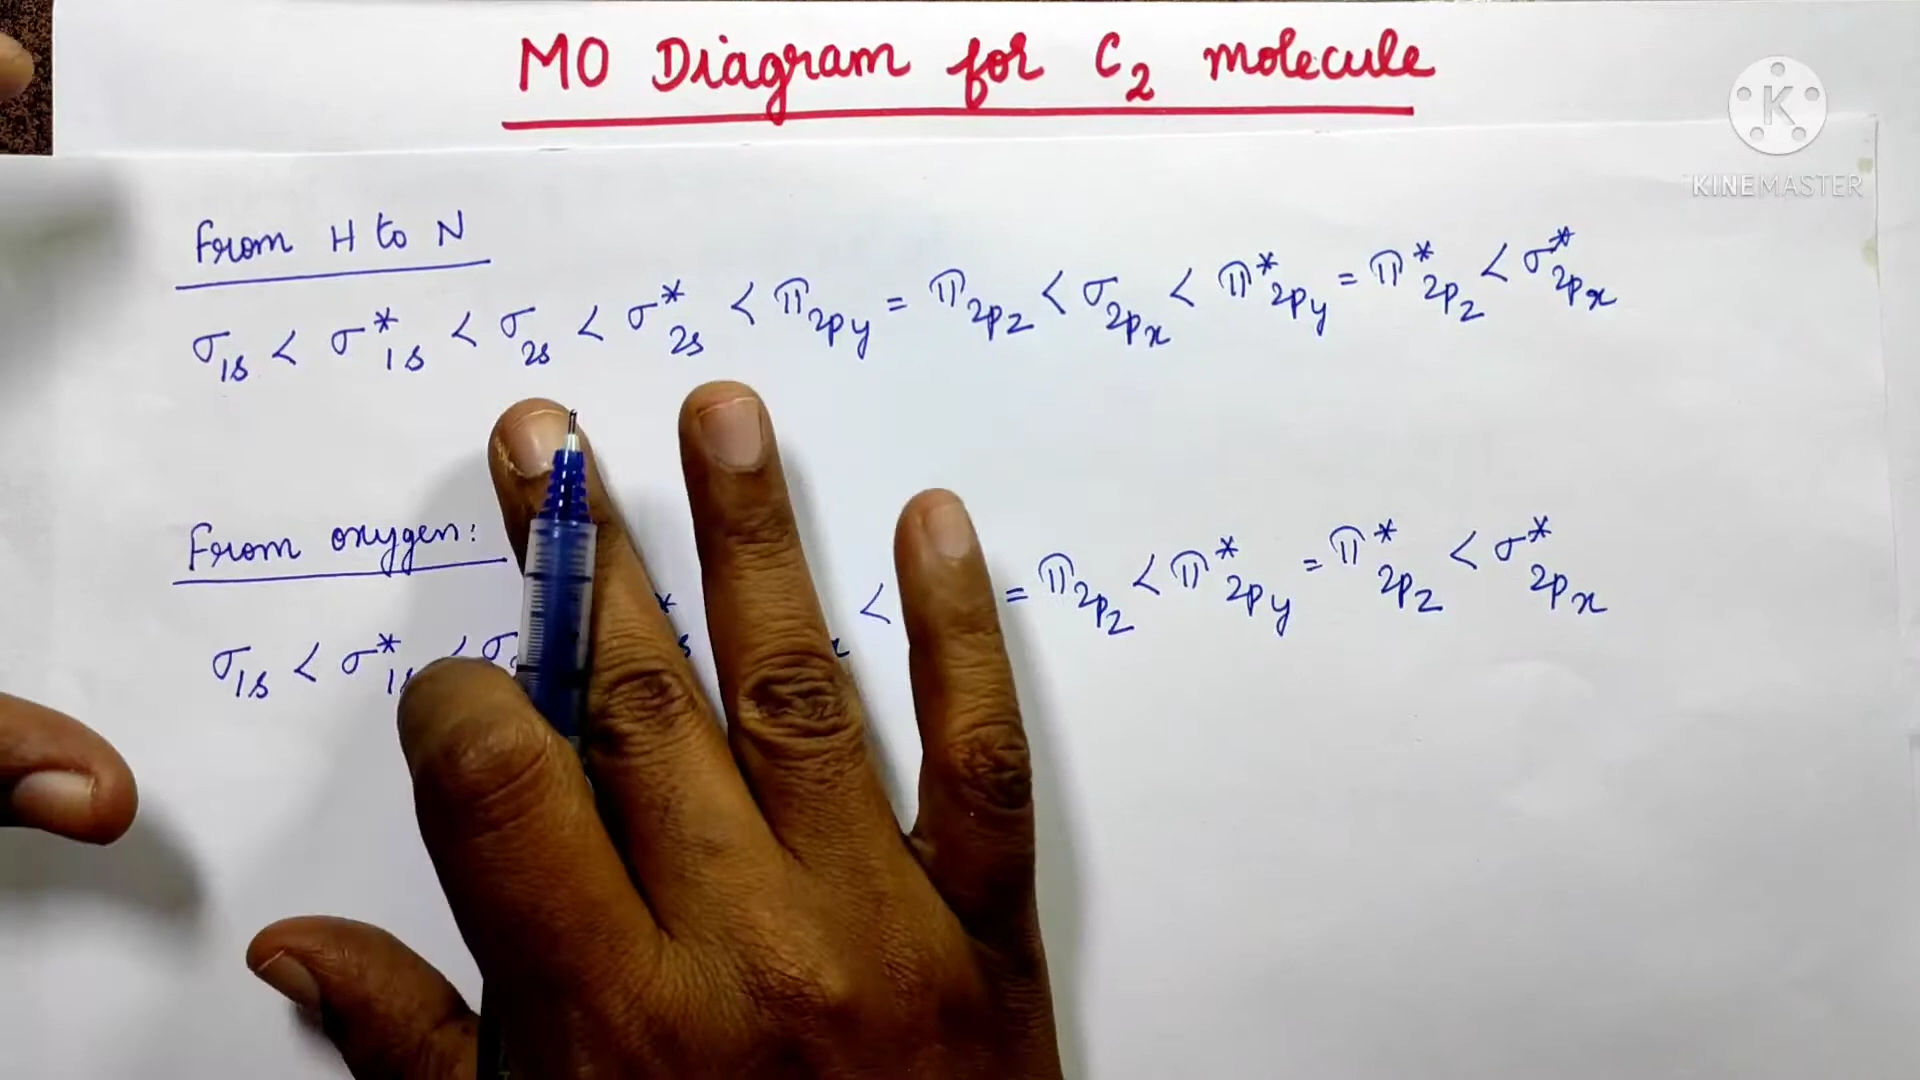 MO Diagram for C₂ molecule
K
KINEMASTER
From H to N
σ1s < σ*1s < σ2s < σ*2s < π2py = π2pz < σ2px < π*2py = π*2pz < σ*2px
From oxygen:
σ1s < σ*1s < σ < = π2pz < π*2py = π*2pz < σ*2px